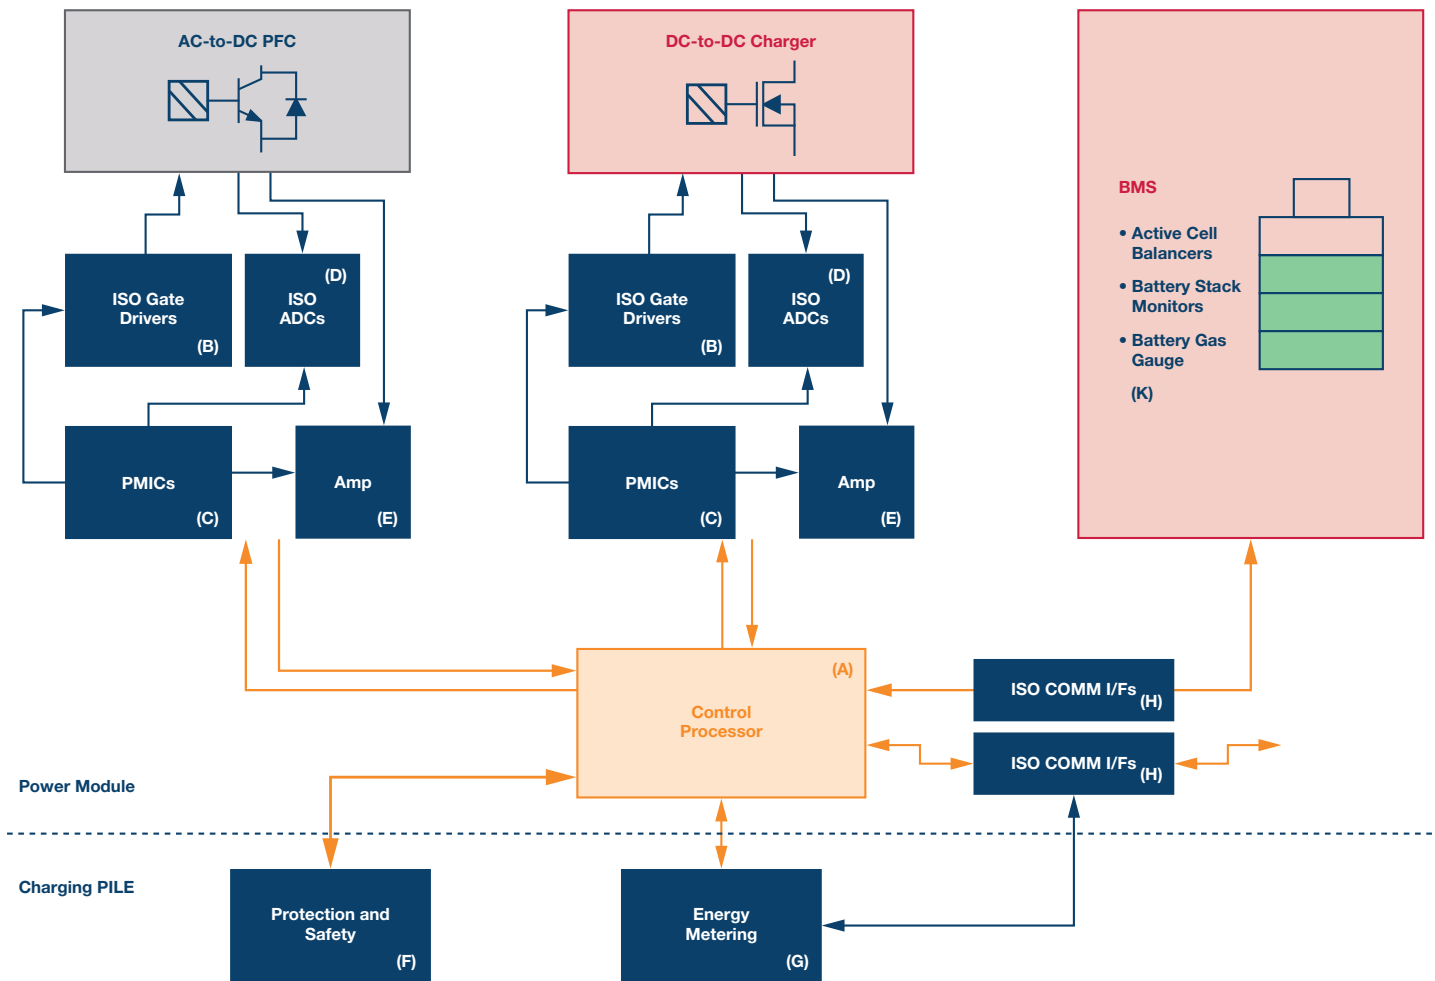 AC-to-DC PFC
DC-to-DC Charger
BMS
• Active Cell
Balancers
• Battery Stack
Monitors
• Battery Gas
Gauge
(K)
ISO Gate
Drivers
(B)
(D)
ISO
ADCs
ISO Gate
Drivers
(B)
(D)
ISO
ADCs
PMICs
(C)
Amp
(E)
PMICs
(C)
Amp
(E)
(A)
Control
Processor
ISO COMM I/Fs
(H)
ISO COMM I/Fs
(H)
Power Module
Charging PILE
Protection and
Safety
(F)
Energy
Metering
(G)